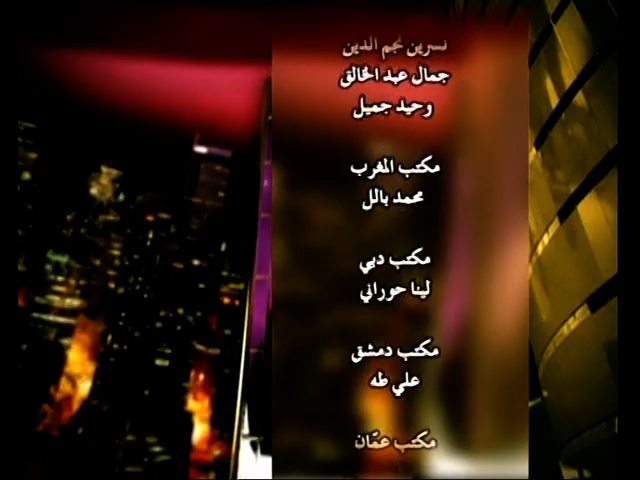 نسرين نجم الدين
جمال عبد الخالق
وحيد جميل
مكتب المغرب
محمد بالل
مكتب دبي
لينا حوراني
مكتب دمشق
علي طه
مكتب عمّان